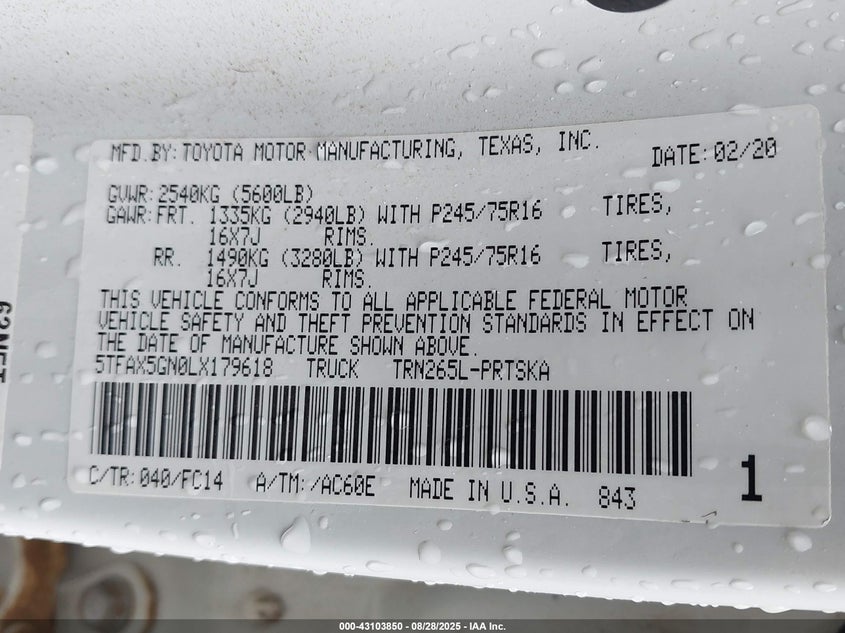 MFD.BY:TOYOTA MOTOR MANUFACTURING, TEXAS, INC. DATE:02/20
GVWR:2540KG (5600LB)
GAWR:FRT. 1335KG (2940LB) WITH P245/75R16 TIRES,
16X7J RIMS.
RR. 1490KG (3280LB) WITH P245/75R16 TIRES,
16X7J RIMS.
THIS VEHICLE CONFORMS TO ALL APPLICABLE FEDERAL MOTOR
VEHICLE SAFETY AND THEFT PREVENTION STANDARDS IN EFFECT ON
THE DATE OF MANUFACTURE SHOWN ABOVE.
5TFAX5GN0LX179618 TRUCK TRN265L-PRTSKA
C/TR:040/FC14 A/TM:/AC60E MADE IN U.S.A. 843 1
000-43103850 - 08/28/2025 - IAA Inc.